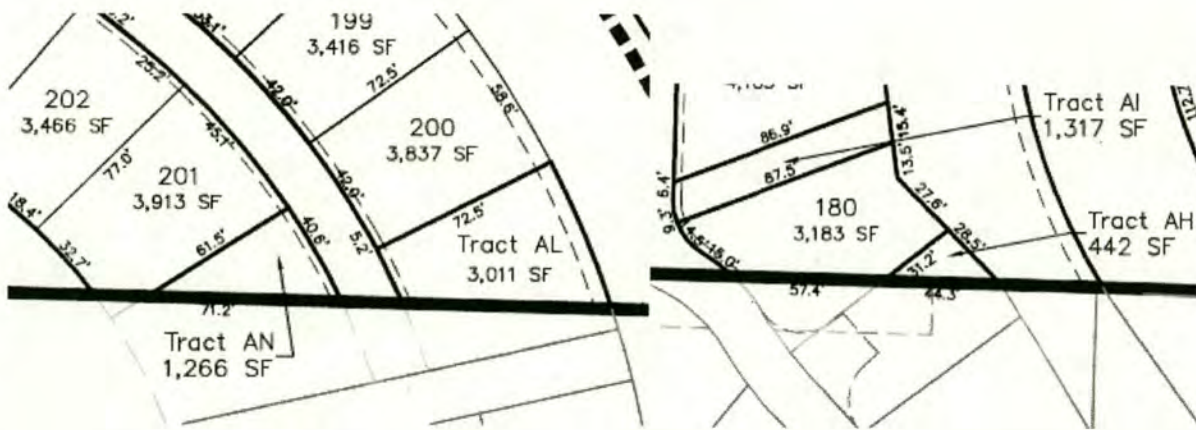 199
3,416 SF
72.5'
58.6'
42.0'
25.2'
202
3,466 SF
77.0'
45.1'
200
3,837 SF
201
3,913 SF
42.0'
18.4'
32.7'
61.5'
40.6'
5.2'
72.5'
Tract AL
3,011 SF
71.2'
Tract AN
1,266 SF
86.9'
15.4'
Tract AI
1,317 SF
6.4'
87.5'
13.5'
9.3'
180
3,183 SF
27.6'
4.6'
15.0'
28.5'
Tract AH
442 SF
31.2'
57.4'
44.3'